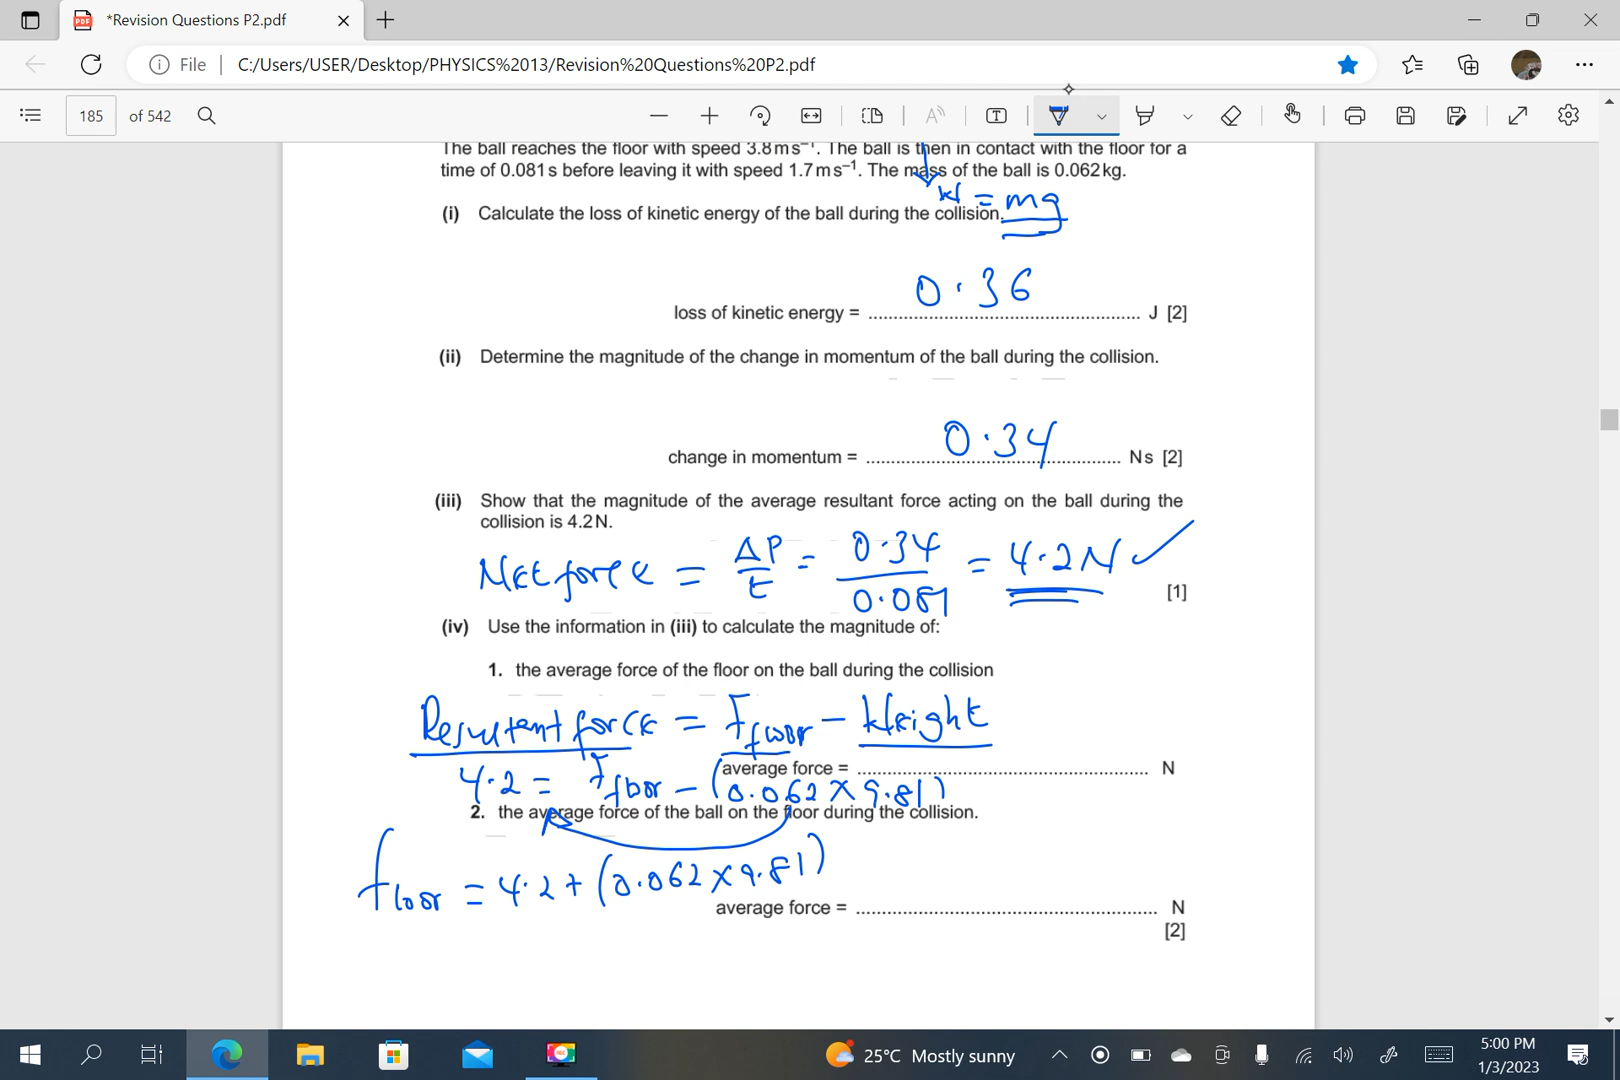 *Revision Questions P2.pdf
File
C:/Users/USER/Desktop/PHYSICS%2013/Revision%20Questions%20P2.pdf
185 of 542
The ball reaches the floor with speed 3.8 m s⁻¹. The ball is then in contact with the floor for a
time of 0.081 s before leaving it with speed 1.7 m s⁻¹. The mass of the ball is 0.062 kg.
W = mg
(i) Calculate the loss of kinetic energy of the ball during the collision.
0.36
loss of kinetic energy = .................................................... J [2]
(ii) Determine the magnitude of the change in momentum of the ball during the collision.
0.34
change in momentum = .................................................... Ns [2]
(iii) Show that the magnitude of the average resultant force acting on the ball during the
collision is 4.2 N.
Net force = ΔP/t = 0.34/0.081 = 4.2N ✓
[1]
(iv) Use the information in (iii) to calculate the magnitude of:
1. the average force of the floor on the ball during the collision
Resultant force = Ffloor - Weight
average force = .................................................... N
4.2 = Ffloor - (0.062 × 9.81)
2. the average force of the ball on the floor during the collision.
Floor = 4.2 + (0.062 × 9.81)
average force = .................................................... N
[2]
25°C Mostly sunny
5:00 PM
1/3/2023